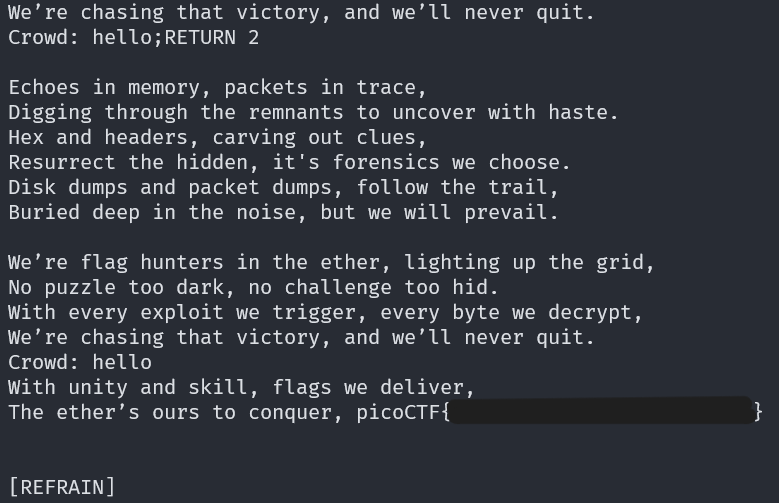 We’re chasing that victory, and we’ll never quit.
Crowd: hello;RETURN 2
Echoes in memory, packets in trace,
Digging through the remnants to uncover with haste.
Hex and headers, carving out clues,
Resurrect the hidden, it's forensics we choose.
Disk dumps and packet dumps, follow the trail,
Buried deep in the noise, but we will prevail.
We’re flag hunters in the ether, lighting up the grid,
No puzzle too dark, no challenge too hid.
With every exploit we trigger, every byte we decrypt,
We’re chasing that victory, and we’ll never quit.
Crowd: hello
With unity and skill, flags we deliver,
The ether’s ours to conquer, picoCTF{ }
[REFRAIN]